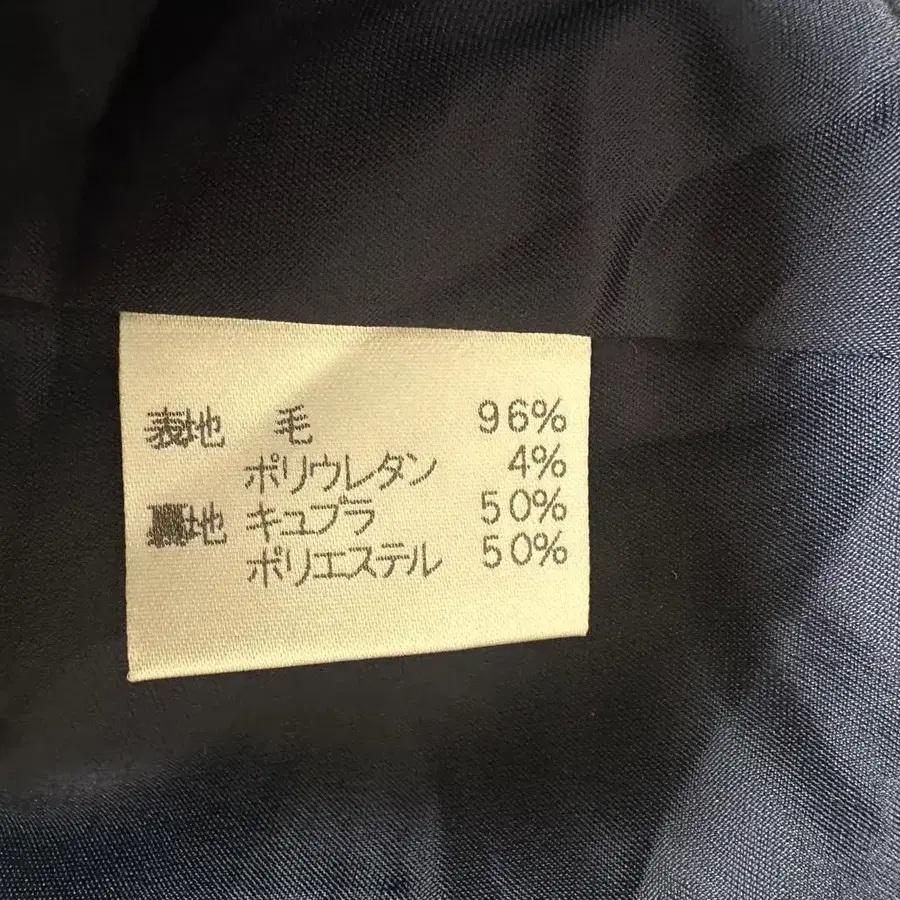 表地 毛 96%
ポリウレタン 4%
裏地 キュプラ 50%
ポリエステル 50%